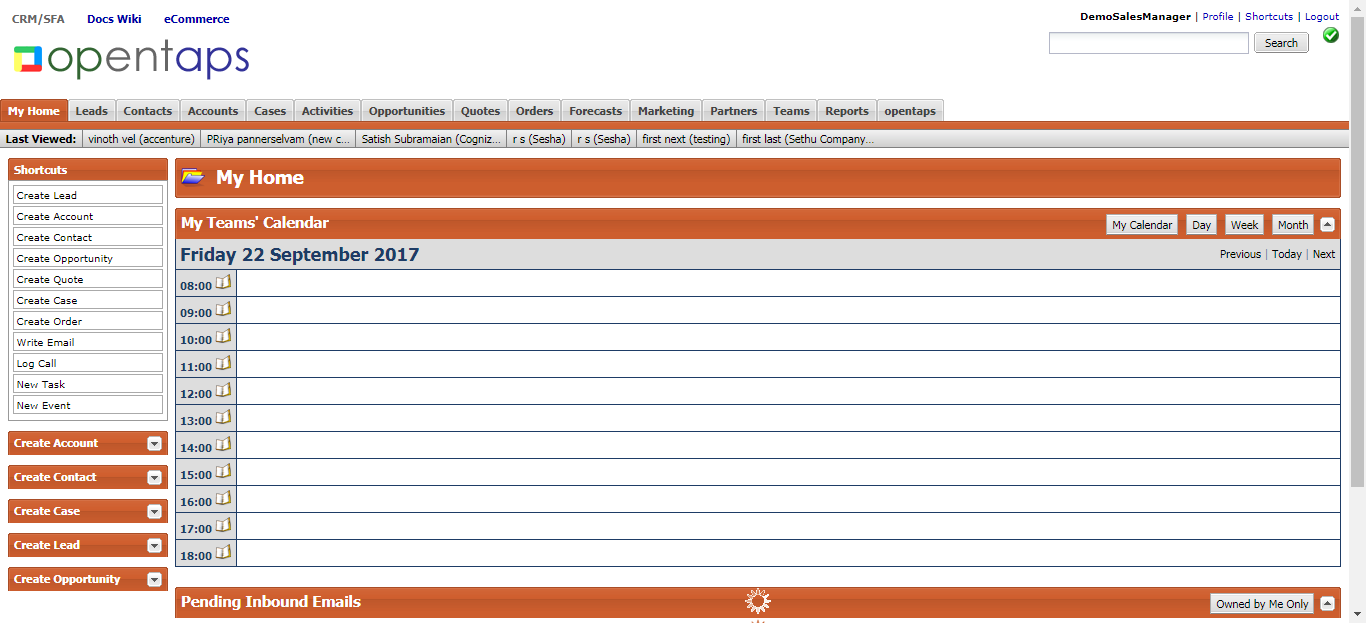 CRM/SFA Docs Wiki eCommerce
DemoSalesManager | Profile | Shortcuts | Logout
opentaps
Search
My Home Leads Contacts Accounts Cases Activities Opportunities Quotes Orders Forecasts Marketing Partners Teams Reports opentaps
Last Viewed: vinoth vel (accenture) PRiya pannerselvam (new c... Satish Subramaian (Cogniz... r s (Sesha) r s (Sesha) first next (testing) first last (Sethu Company...
Shortcuts
Create Lead
Create Account
Create Contact
Create Opportunity
Create Quote
Create Case
Create Order
Write Email
Log Call
New Task
New Event
Create Account
Create Contact
Create Case
Create Lead
Create Opportunity
My Home
My Teams' Calendar My Calendar Day Week Month
Friday 22 September 2017 Previous | Today | Next
08:00
09:00
10:00
11:00
12:00
13:00
14:00
15:00
16:00
17:00
18:00
Pending Inbound Emails Owned by Me Only